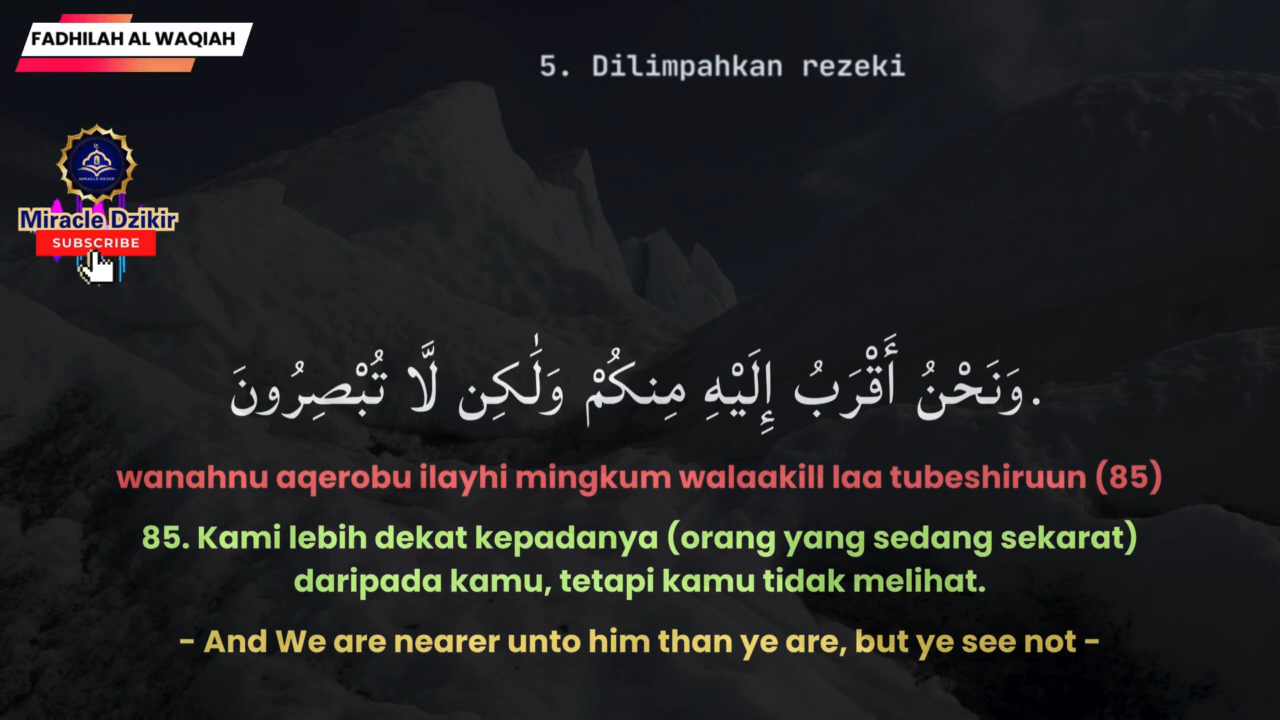 FADHILAH AL WAQIAH
5. Dilimpahkan rezeki
Miracle Dzikir
SUBSCRIBE
وَنَحْنُ أَقْرَبُ إِلَيْهِ مِنكُمْ وَلَٰكِن لَّا تُبْصِرُونَ.
wanahnu aqerobu ilayhi mingkum walaakill laa tubeshiruun (85)
85. Kami lebih dekat kepadanya (orang yang sedang sekarat)
daripada kamu, tetapi kamu tidak melihat.
- And We are nearer unto him than ye are, but ye see not -